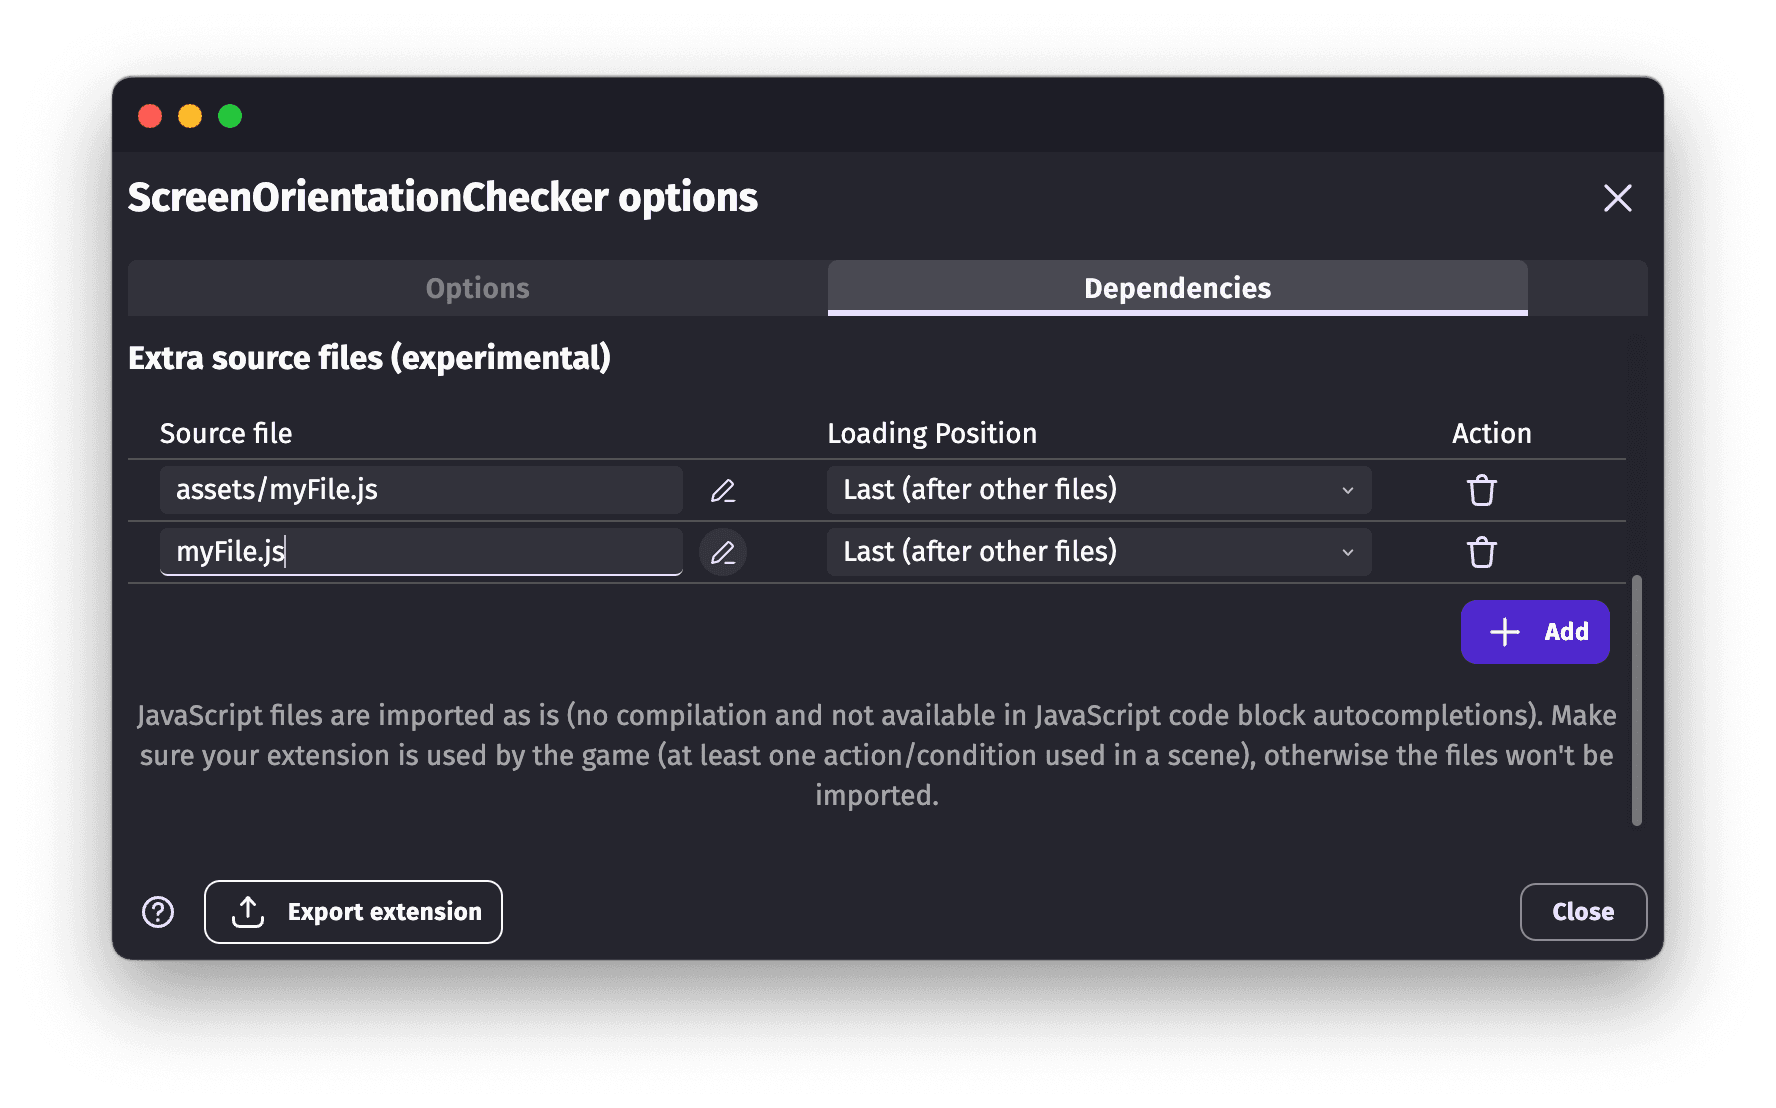 ScreenOrientationChecker options
Options
Dependencies
Extra source files (experimental)
Source file
Loading Position
Action
assets/myFile.js
Last (after other files)
myFile.js
Last (after other files)
Add
JavaScript files are imported as is (no compilation and not available in JavaScript code block autocompletions). Make
sure your extension is used by the game (at least one action/condition used in a scene), otherwise the files won't be
imported.
Export extension
Close